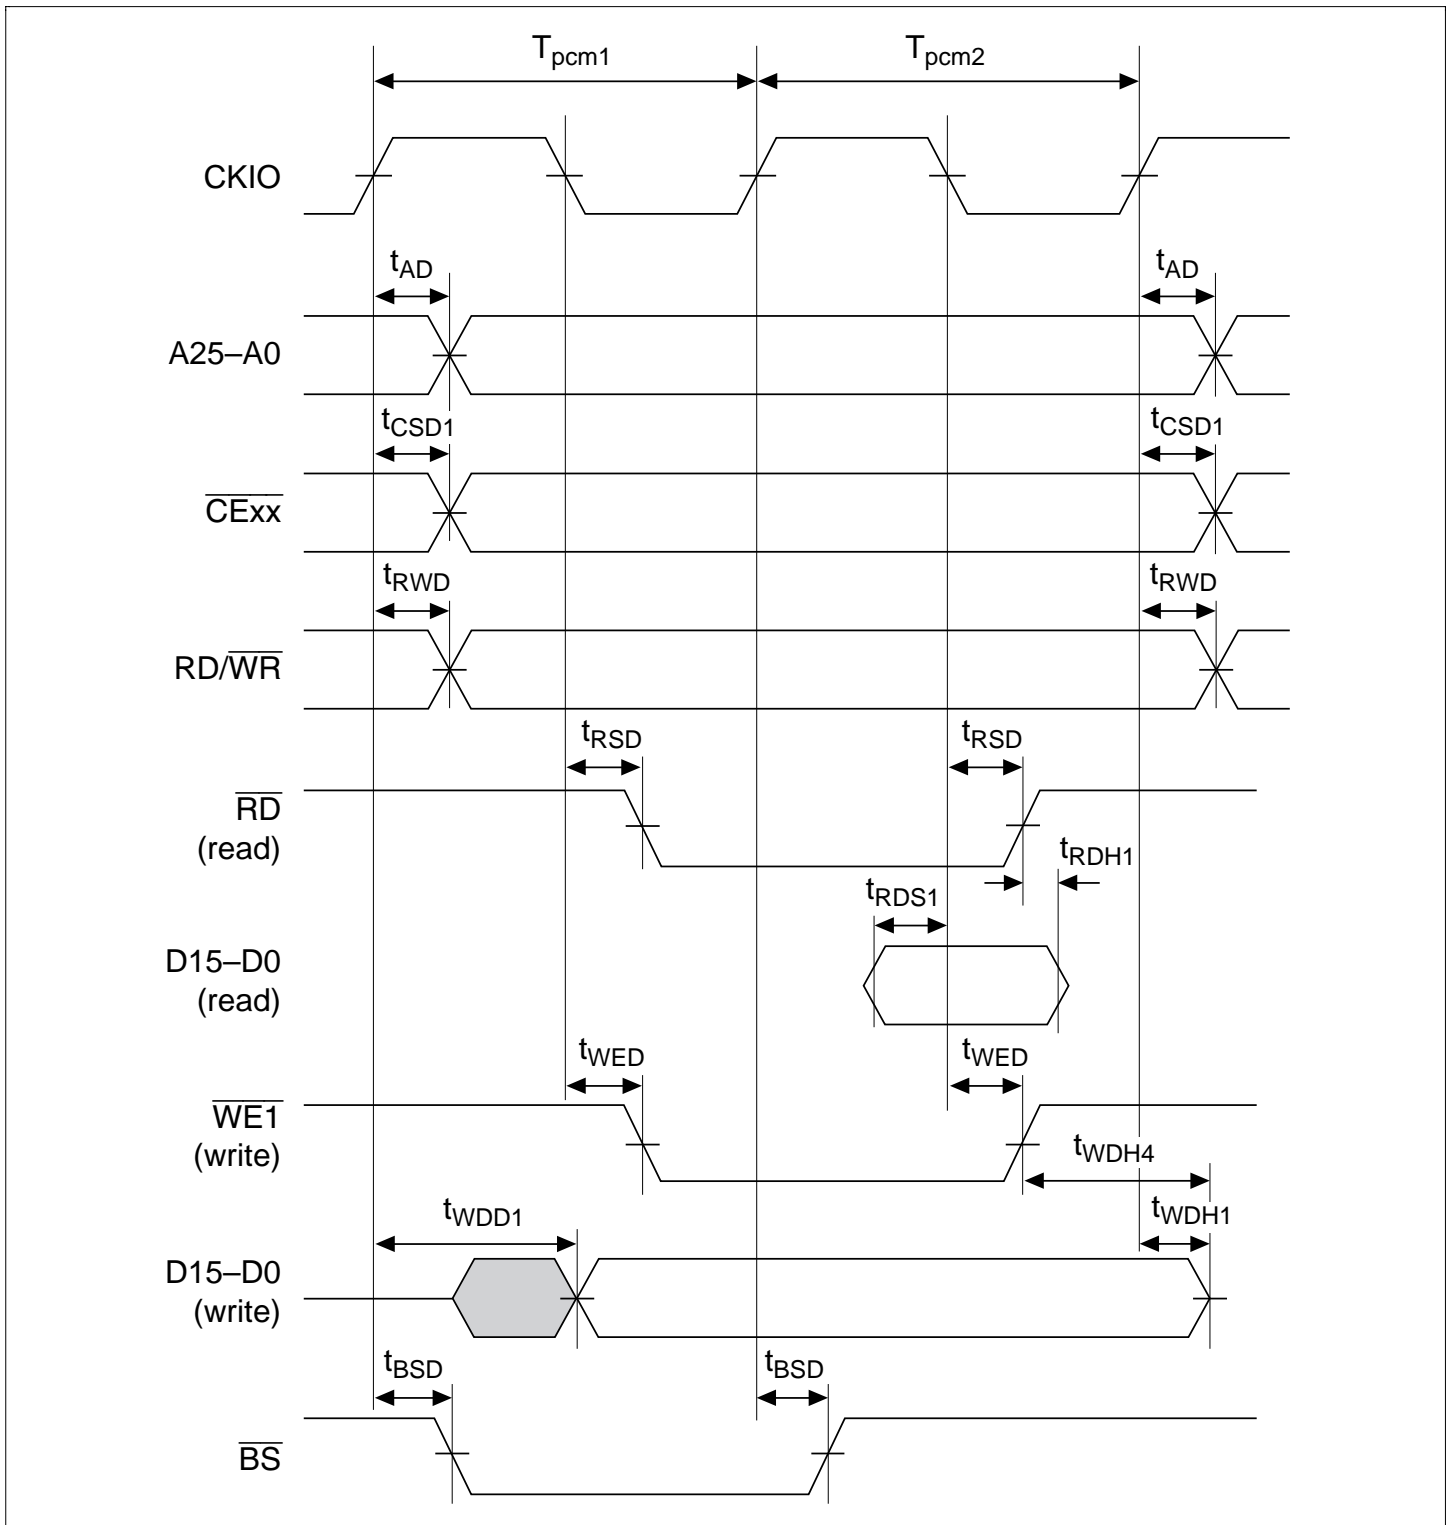 Tpcm1 Tpcm2
CKIO
tAD tAD
A25–A0
tCSD1 tCSD1
CExx
tRWD tRWD
RD/WR
tRSD tRSD
RD
(read)
tRDH1
tRDS1
D15–D0
(read)
tWED tWED
WE1
(write)
tWDH4
tWDD1 tWDH1
D15–D0
(write)
tBSD tBSD
BS